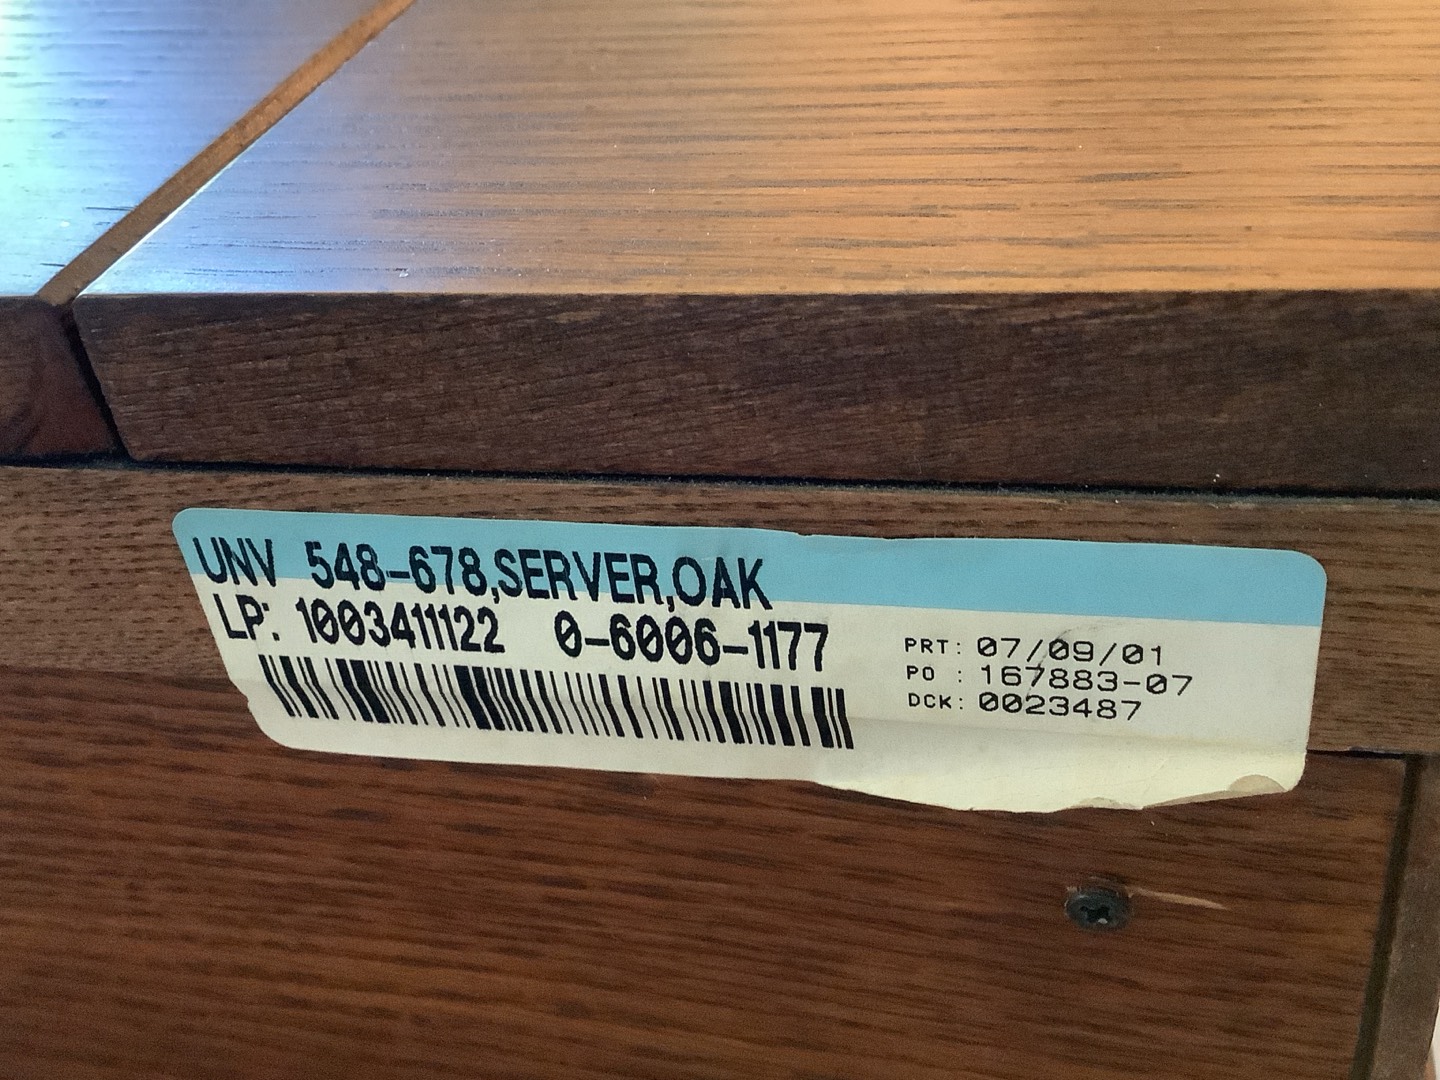 UNV 548-678,SERVER,OAK
LP: 1003411122 0-6006-1177
PRT: 07/09/01
PO : 167883-07
DCK: 0023487